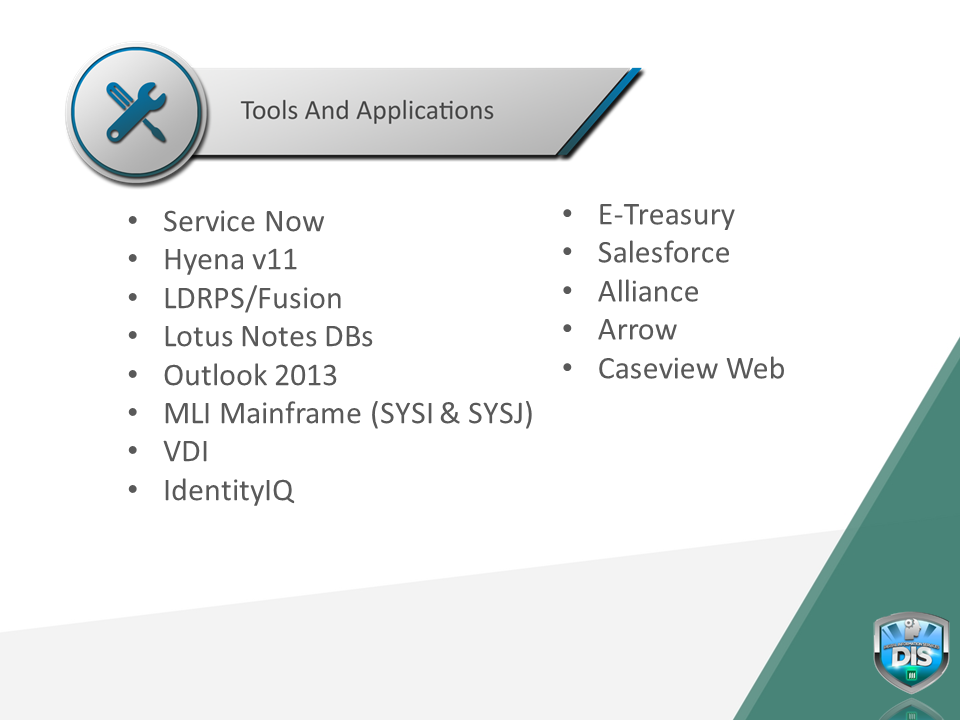 Tools And Applications
• Service Now
• Hyena v11
• LDRPS/Fusion
• Lotus Notes DBs
• Outlook 2013
• MLI Mainframe (SYSI & SYSJ)
• VDI
• IdentityIQ
• E-Treasury
• Salesforce
• Alliance
• Arrow
• Caseview Web
DIS